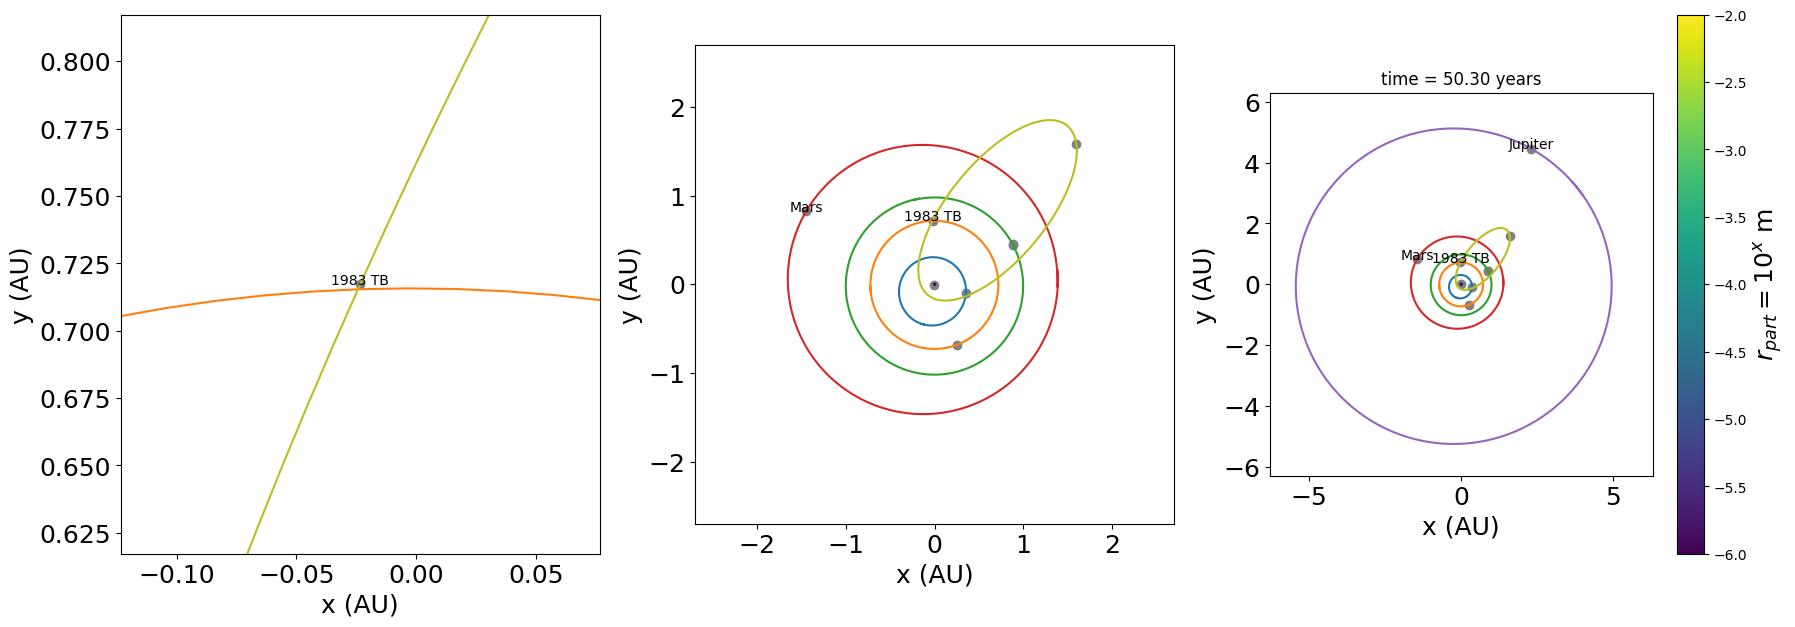 0.800
0.775
0.750
0.725
0.700
0.675
0.650
0.625
y (AU)
1983 TB
−0.10 −0.05 0.00 0.05
x (AU)
2
1
0
−1
−2
y (AU)
Mars
1983 TB
−2 −1 0 1 2
x (AU)
time = 50.30 years
6
4
2
0
−2
−4
−6
y (AU)
Jupiter
Mars
1983 TB
−5 0 5
x (AU)
−2.0
−2.5
−3.0
−3.5
−4.0
−4.5
−5.0
−5.5
−6.0
r_{part} = 10^x m